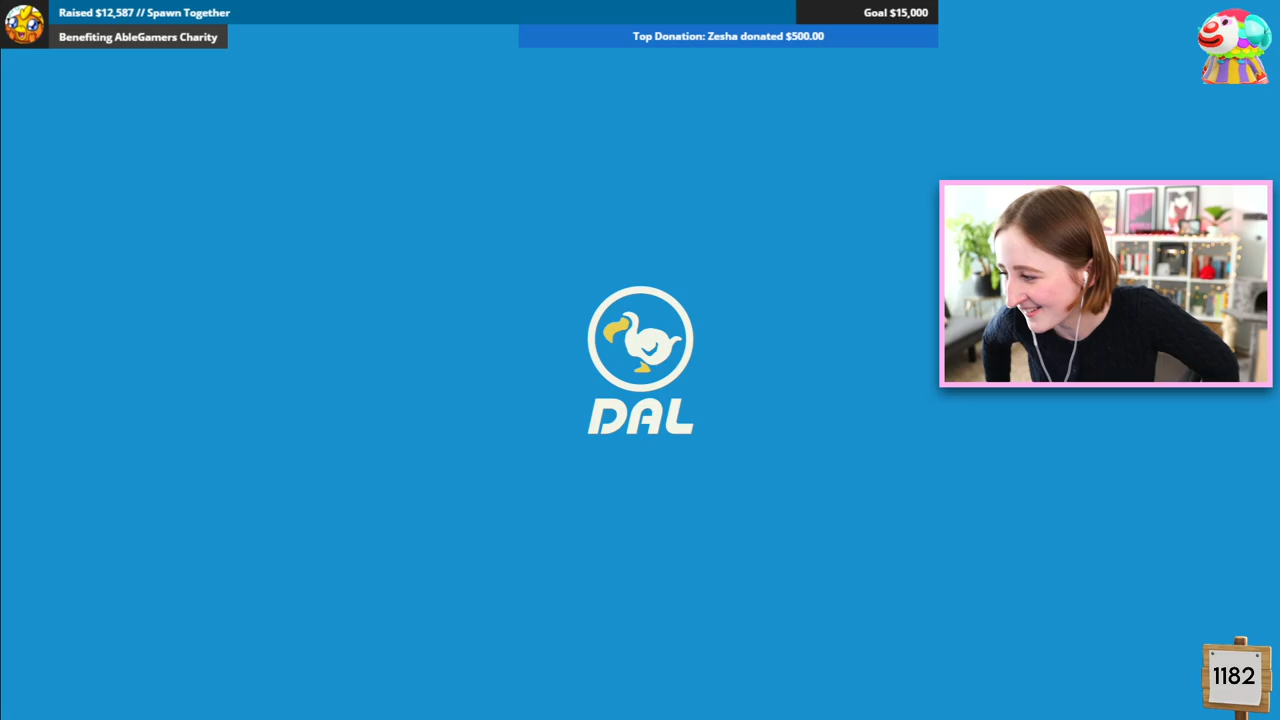 Raised $12,587 // Spawn Together
Goal $15,000
Benefiting AbleGamers Charity
Top Donation: Zesha donated $500.00
DAL
1182